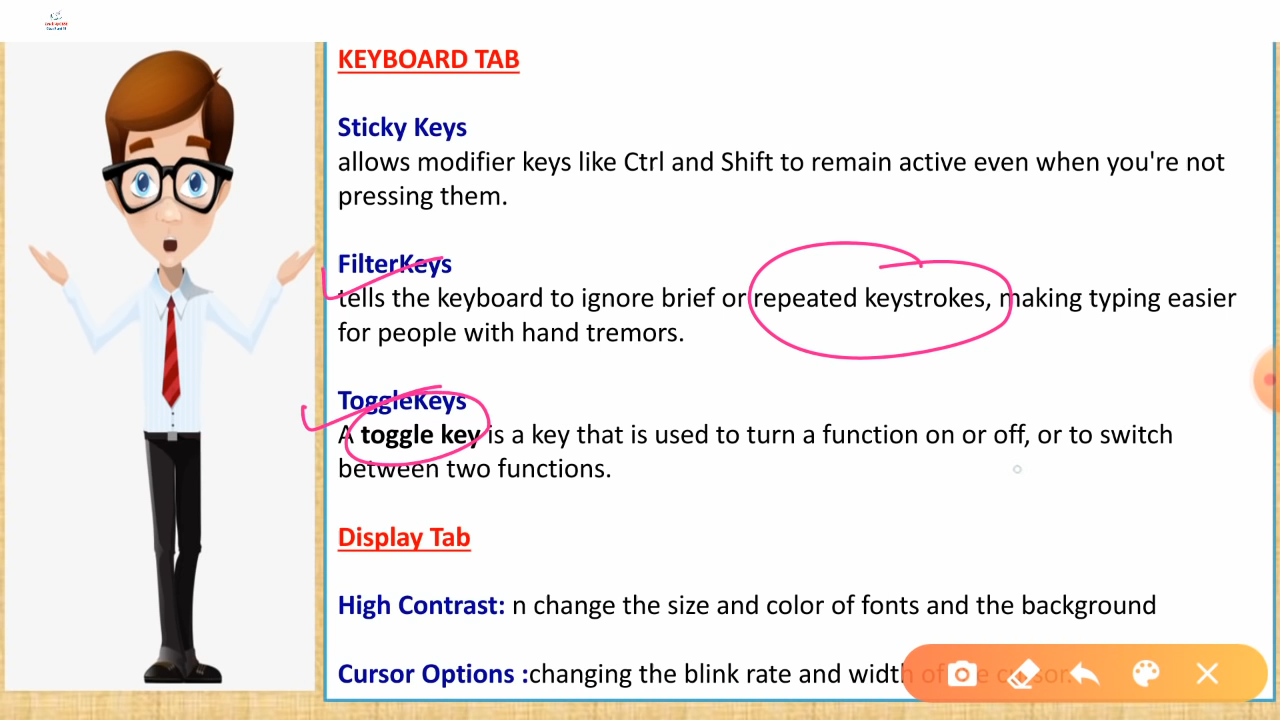 KEYBOARD TAB
Sticky Keys
allows modifier keys like Ctrl and Shift to remain active even when you're not
pressing them.
FilterKeys
tells the keyboard to ignore brief or repeated keystrokes, making typing easier
for people with hand tremors.
ToggleKeys
A toggle key is a key that is used to turn a function on or off, or to switch
between two functions.
Display Tab
High Contrast: n change the size and color of fonts and the background
Cursor Options :changing the blink rate and width of the cursor.